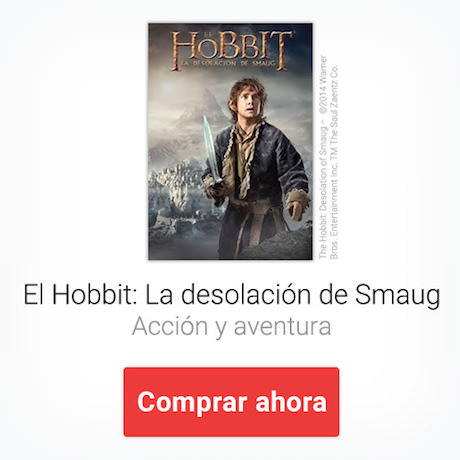 EL
HOBBIT
LA DESOLACIÓN DE SMAUG
The Hobbit: Desolation of Smaug – ©2014 Warner
Bros. Entertainment Inc. TM The Saul Zaentz Co.
El Hobbit: La desolación de Smaug
Acción y aventura
Comprar ahora